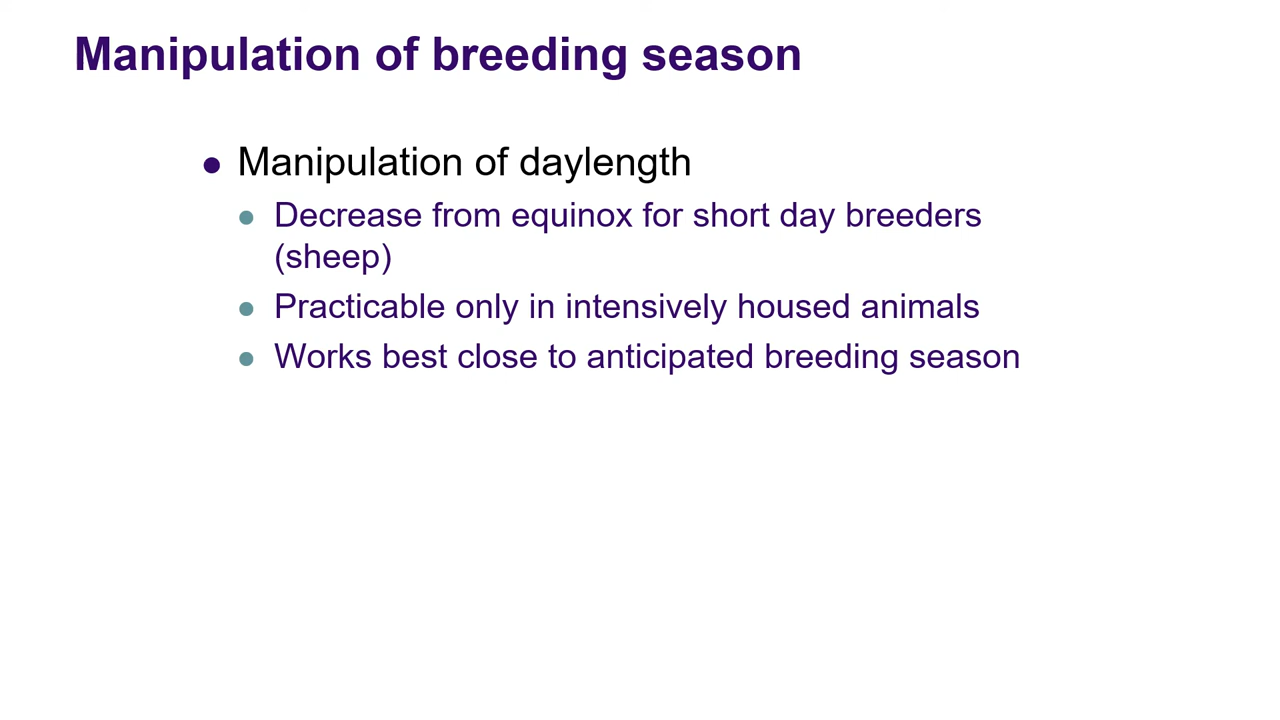 Manipulation of breeding season
Manipulation of daylength
Decrease from equinox for short day breeders
(sheep)
Practicable only in intensively housed animals
Works best close to anticipated breeding season